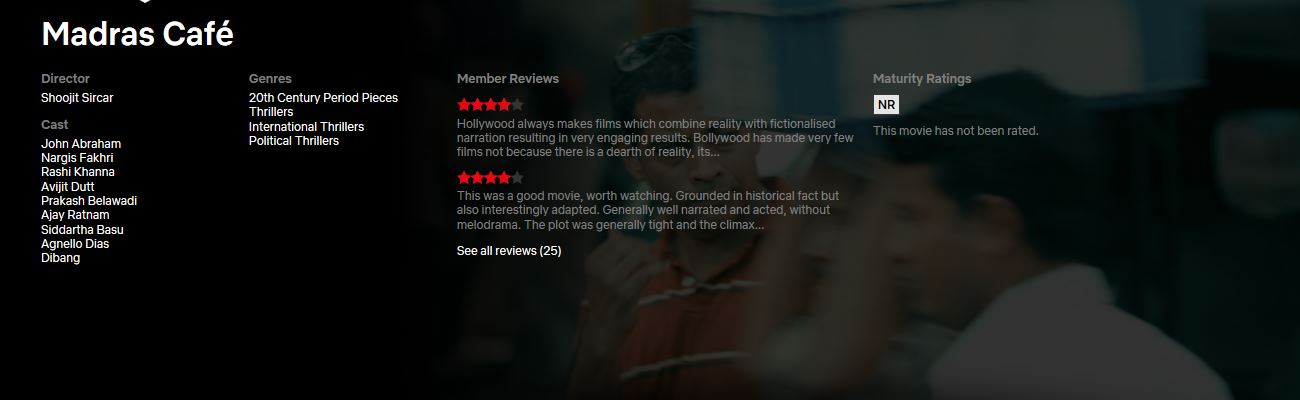 Madras Café
Director
Shoojit Sircar
Cast
John Abraham
Nargis Fakhri
Rashi Khanna
Avijit Dutt
Prakash Belawadi
Ajay Ratnam
Siddartha Basu
Agnello Dias
Dibang
Genres
20th Century Period Pieces
Thrillers
International Thrillers
Political Thrillers
Member Reviews
Hollywood always makes films which combine reality with fictionalised
narration resulting in very engaging results. Bollywood has made very few
films not because there is a dearth of reality, its...
This was a good movie, worth watching. Grounded in historical fact but
also interestingly adapted. Generally well narrated and acted, without
melodrama. The plot was generally tight and the climax...
See all reviews (25)
Maturity Ratings
NR
This movie has not been rated.